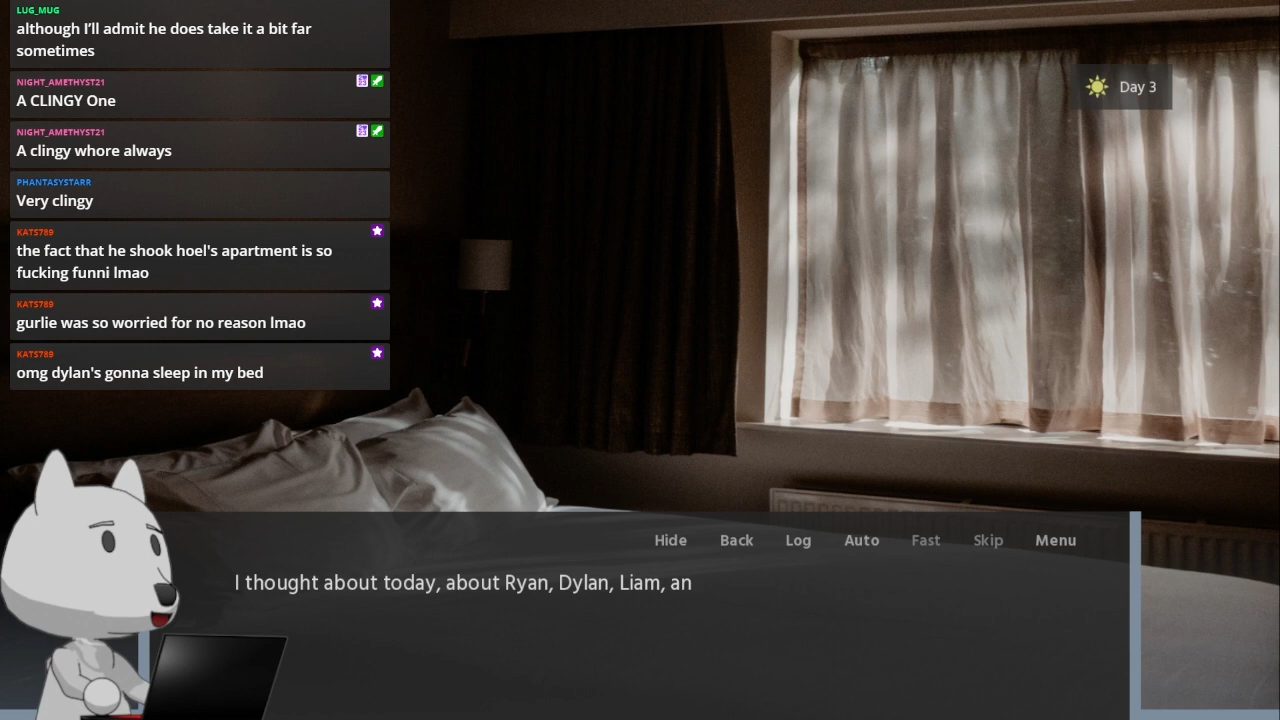 LUG_MUG
although I'll admit he does take it a bit far
sometimes
NIGHT_AMETHYST21
A CLINGY One
NIGHT_AMETHYST21
A clingy whore always
PHANTASYSTARR
Very clingy
KATS789
the fact that he shook hoel's apartment is so
fucking funni lmao
KATS789
gurlie was so worried for no reason lmao
KATS789
omg dylan's gonna sleep in my bed
Day 3
Hide Back Log Auto Fast Skip Menu
I thought about today, about Ryan, Dylan, Liam, an